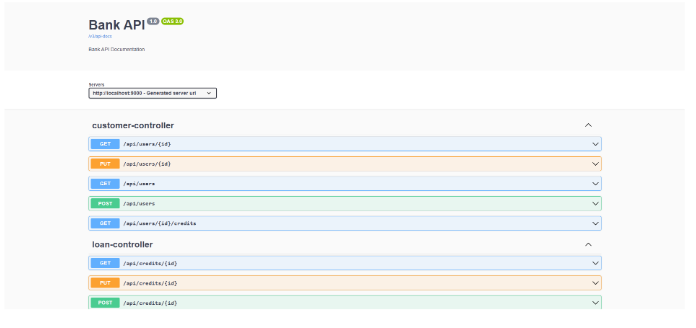 Bank API 1.0 OAS 3.0
/v3/api-docs
Bank API Documentation
Servers
http://localhost:8080 - Generated server url
customer-controller
GET /api/users/{id}
PUT /api/users/{id}
GET /api/users
POST /api/users
GET /api/users/{id}/credits
loan-controller
GET /api/credits/{id}
PUT /api/credits/{id}
POST /api/credits/{id}